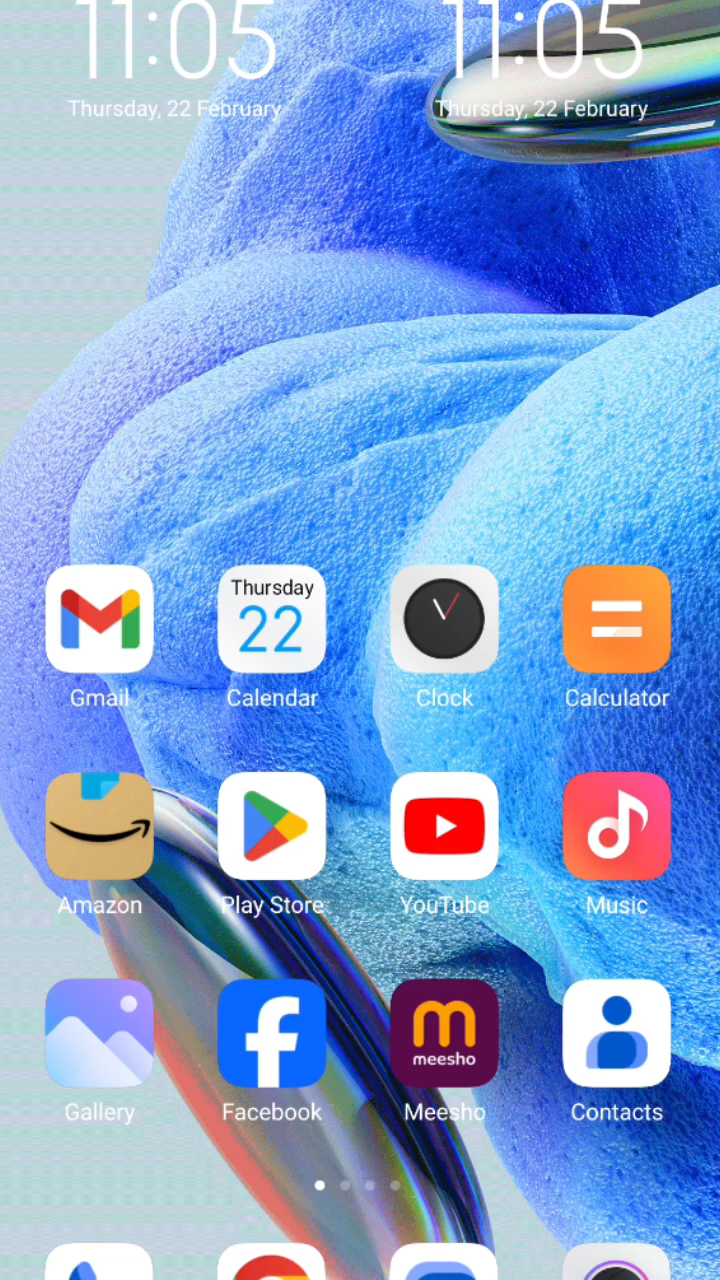 11:05 11:05
Thursday, 22 February Thursday, 22 February
Thursday
22
Gmail Calendar Clock Calculator
Amazon Play Store YouTube Music
meesho
Gallery Facebook Meesho Contacts